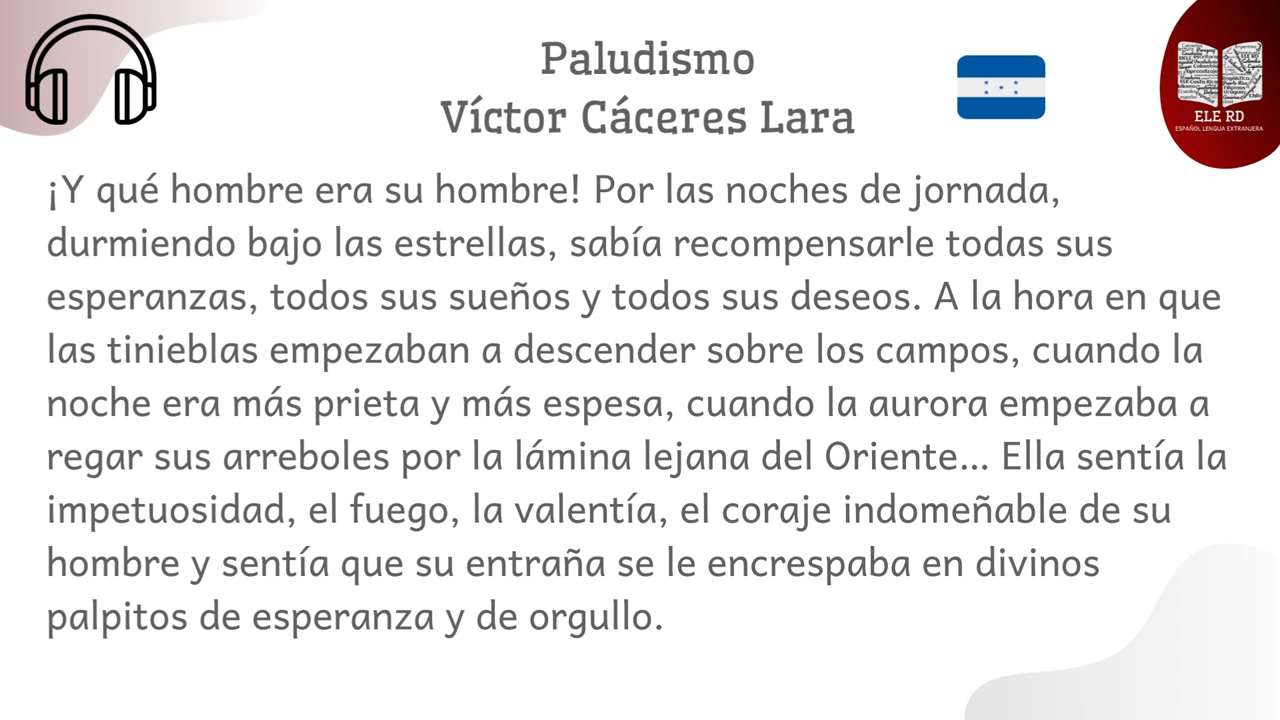 Paludismo
Víctor Cáceres Lara
¡Y qué hombre era su hombre! Por las noches de jornada,
durmiendo bajo las estrellas, sabía recompensarle todas sus
esperanzas, todos sus sueños y todos sus deseos. A la hora en que
las tinieblas empezaban a descender sobre los campos, cuando la
noche era más prieta y más espesa, cuando la aurora empezaba a
regar sus arreboles por la lámina lejana del Oriente... Ella sentía la
impetuosidad, el fuego, la valentía, el coraje indomeñable de su
hombre y sentía que su entraña se le encrespaba en divinos
palpitos de esperanza y de orgullo.
ELE RD
ESPAÑOL LENGUA EXTRANJERA